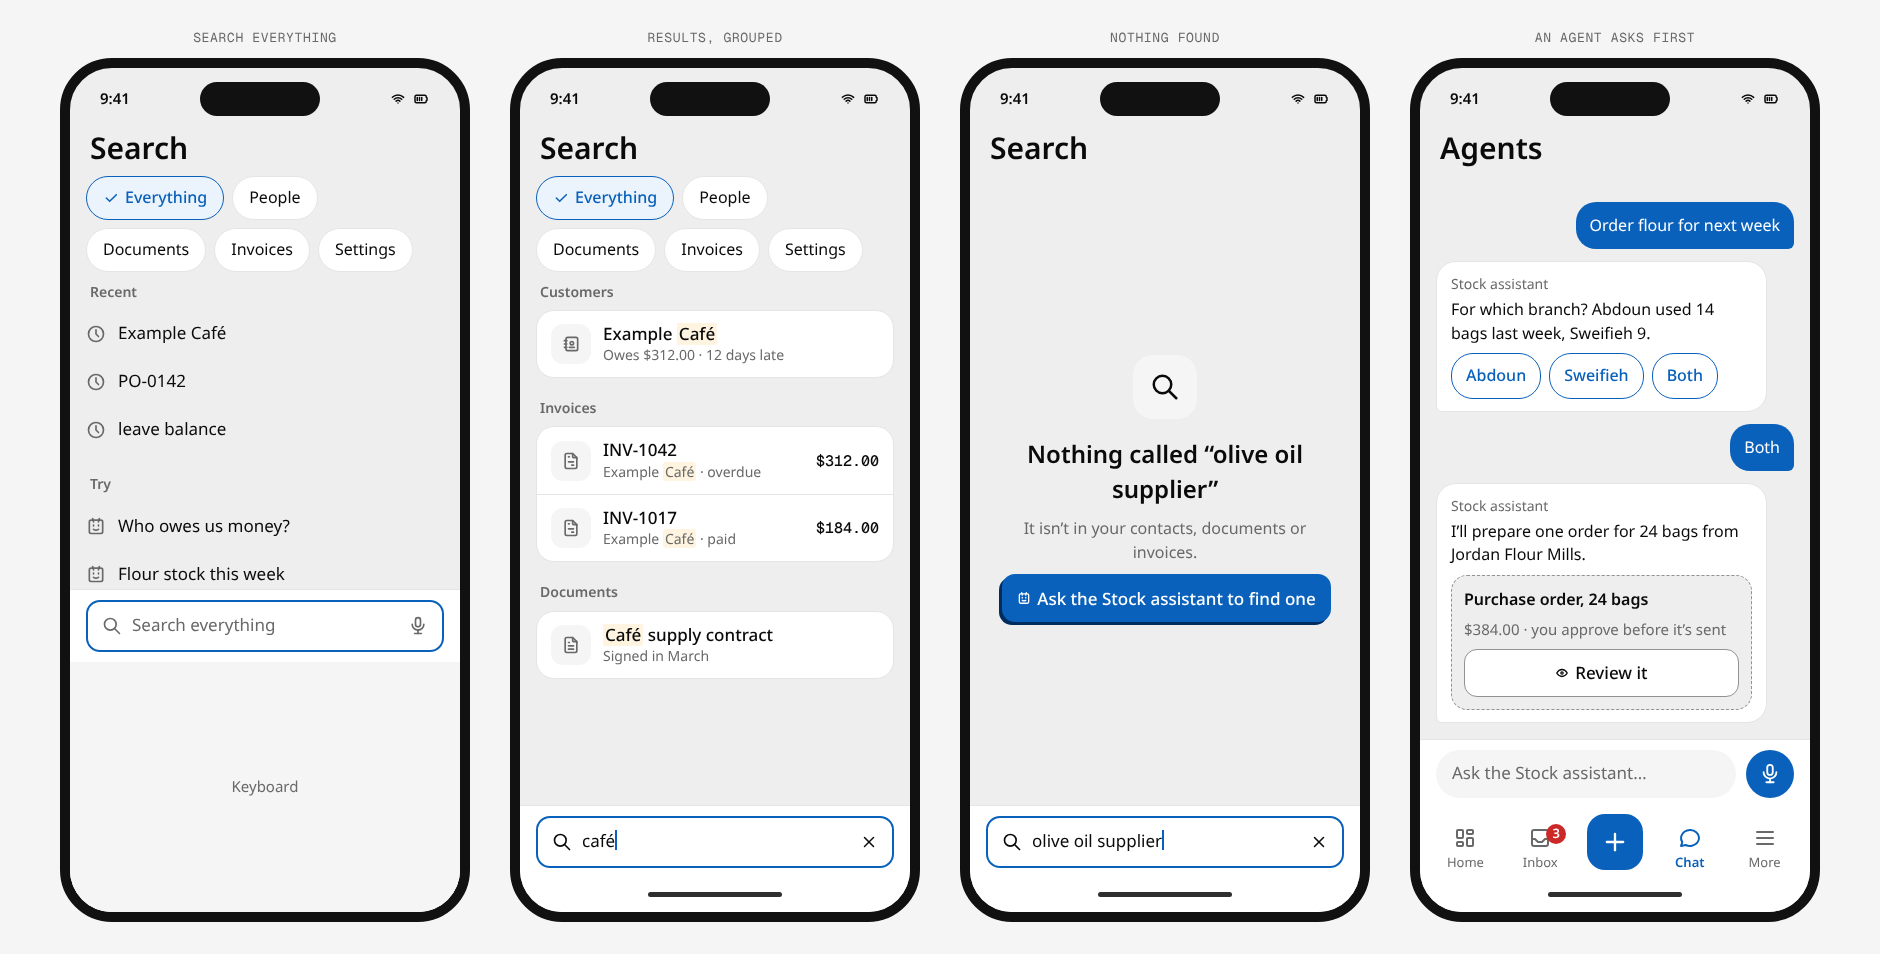 SEARCH EVERYTHING
9:41
Search
Everything
People
Documents
Invoices
Settings
Recent
Example Café
PO-0142
leave balance
Try
Who owes us money?
Flour stock this week
Search everything
Keyboard
RESULTS, GROUPED
9:41
Search
Everything
People
Documents
Invoices
Settings
Customers
Example Café
Owes $312.00 · 12 days late
Invoices
INV-1042
Example Café · overdue
$312.00
INV-1017
Example Café · paid
$184.00
Documents
Café supply contract
Signed in March
café
NOTHING FOUND
9:41
Search
Nothing called “olive oil
supplier”
It isn’t in your contacts, documents or
invoices.
Ask the Stock assistant to find one
olive oil supplier
AN AGENT ASKS FIRST
9:41
Agents
Order flour for next week
Stock assistant
For which branch? Abdoun used 14
bags last week, Sweifieh 9.
Abdoun
Sweifieh
Both
Both
Stock assistant
I’ll prepare one order for 24 bags from
Jordan Flour Mills.
Purchase order, 24 bags
$384.00 · you approve before it’s sent
Review it
Ask the Stock assistant…
Home
Inbox
3
Chat
More